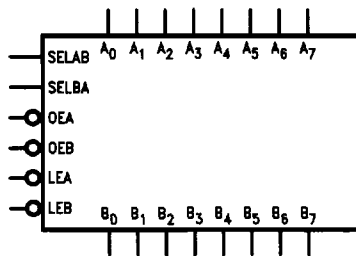 A0 A1 A2 A3 A4 A5 A6 A7
SELAB
SELBA
OEA
OEB
LEA
LEB
B0 B1 B2 B3 B4 B5 B6 B7